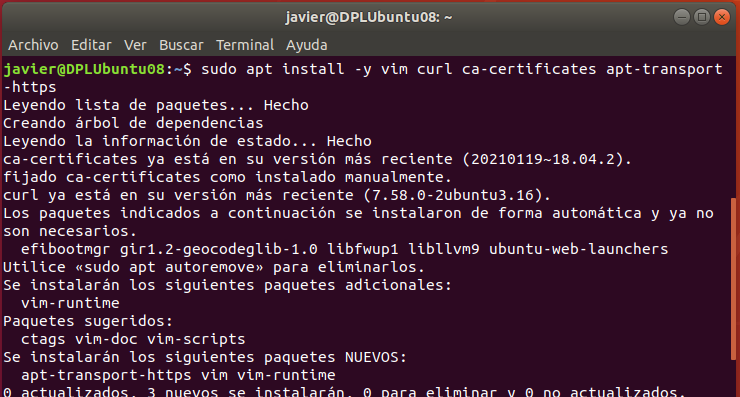 javier@DPLUbuntu08: ~
Archivo Editar Ver Buscar Terminal Ayuda
javier@DPLUbuntu08:~$ sudo apt install -y vim curl ca-certificates apt-transport
-https
Leyendo lista de paquetes... Hecho
Creando árbol de dependencias
Leyendo la información de estado... Hecho
ca-certificates ya está en su versión más reciente (20210119~18.04.2).
fijado ca-certificates como instalado manualmente.
curl ya está en su versión más reciente (7.58.0-2ubuntu3.16).
Los paquetes indicados a continuación se instalaron de forma automática y ya no
son necesarios.
  efibootmgr gir1.2-geocodeglib-1.0 libfwup1 libllvm9 ubuntu-web-launchers
Utilice «sudo apt autoremove» para eliminarlos.
Se instalarán los siguientes paquetes adicionales:
  vim-runtime
Paquetes sugeridos:
  ctags vim-doc vim-scripts
Se instalarán los siguientes paquetes NUEVOS:
  apt-transport-https vim vim-runtime
0 actualizados, 3 nuevos se instalarán, 0 para eliminar y 0 no actualizados.